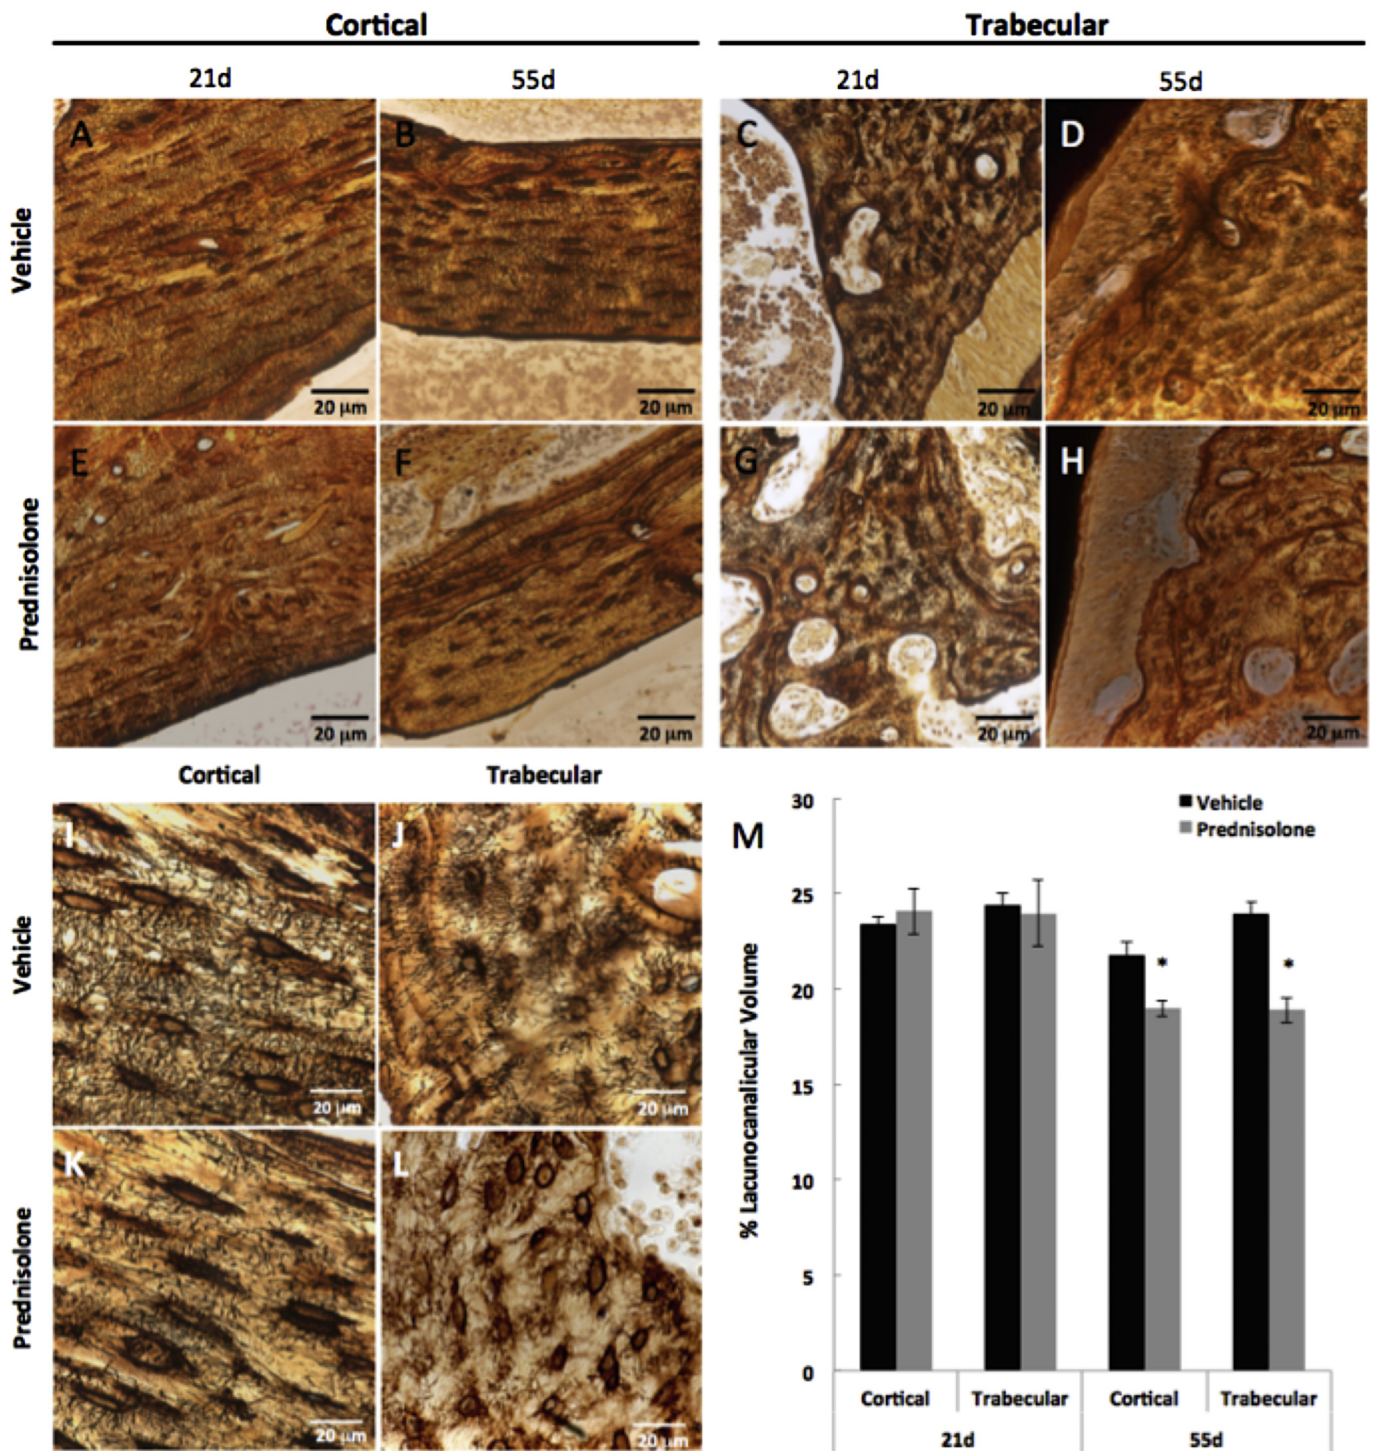 Cortical Trabecular
21d 55d 21d 55d
Vehicle
A B C D
20 µm 20 µm 20 µm 20 µm
Prednisolone
E F G H
20 µm 20 µm 20 µm 20 µm
Cortical Trabecular
Vehicle
I J
20 µm 20 µm
Prednisolone
K L
20 µm 20 µm
M
Vehicle
Prednisolone
% Lacunocanalicular Volume
30
25
20
15
10
5
0
* *
Cortical Trabecular Cortical Trabecular
21d 55d